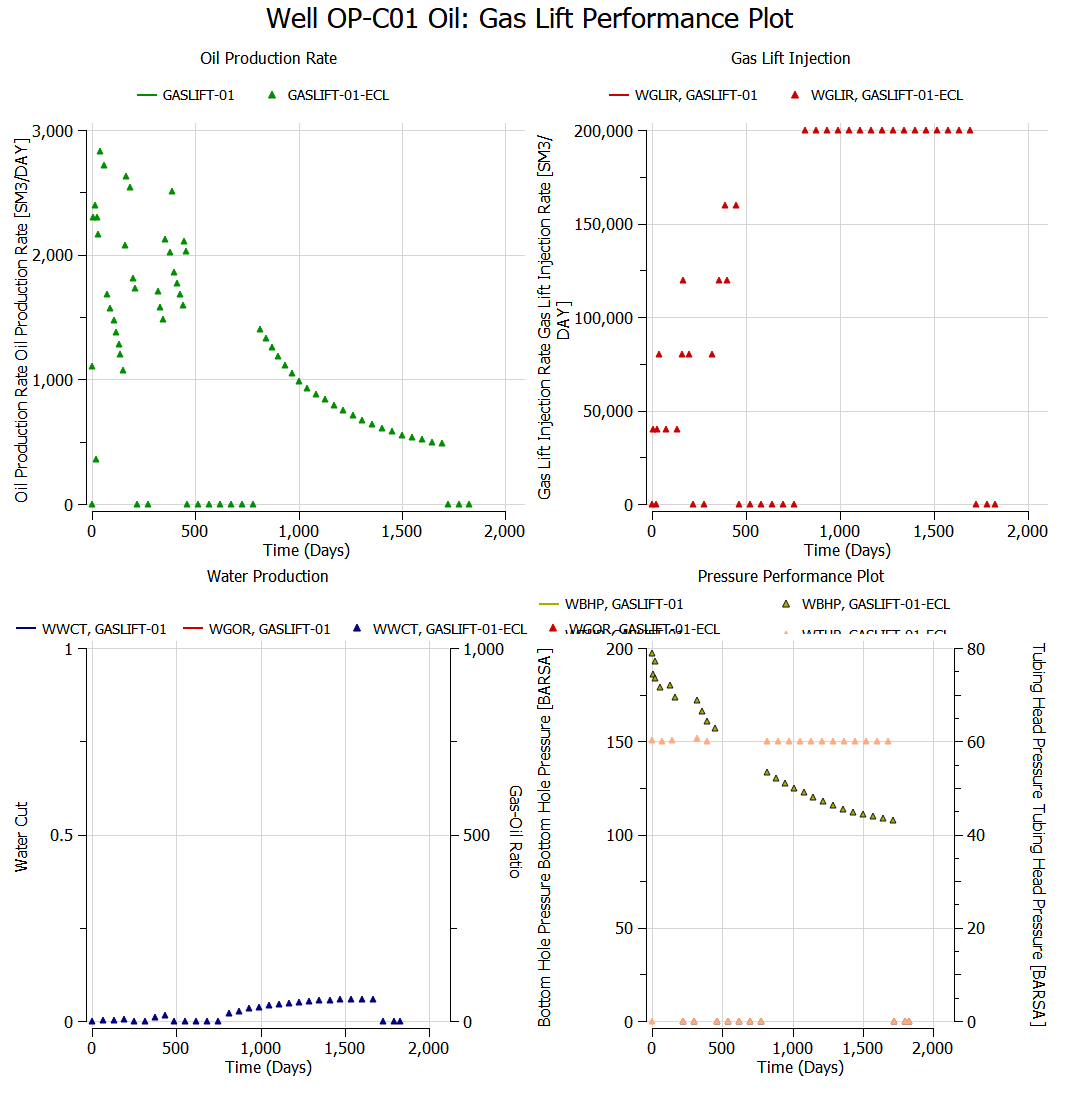 Well OP-C01 Oil: Gas Lift Performance Plot
Oil Production Rate
GASLIFT-01
GASLIFT-01-ECL
Oil Production Rate Oil Production Rate [SM3/DAY]
3,000
2,000
1,000
0
0
500
1,000
1,500
2,000
Time (Days)
Gas Lift Injection
WGLIR, GASLIFT-01
WGLIR, GASLIFT-01-ECL
Gas Lift Injection Rate Gas Lift Injection Rate [SM3/
DAY]
200,000
150,000
100,000
50,000
0
0
500
1,000
1,500
2,000
Time (Days)
Water Production
WWCT, GASLIFT-01
WGOR, GASLIFT-01
WWCT, GASLIFT-01-ECL
WGOR, GASLIFT-01-ECL
Water Cut
1
0.5
0
1,000
500
0
Gas-Oil Ratio
0
500
1,000
1,500
2,000
Time (Days)
Pressure Performance Plot
WBHP, GASLIFT-01
WBHP, GASLIFT-01-ECL
Bottom Hole Pressure Bottom Hole Pressure [BARSA]
200
150
100
50
0
80
60
40
20
0
Tubing Head Pressure Tubing Head Pressure [BARSA]
0
500
1,000
1,500
2,000
Time (Days)